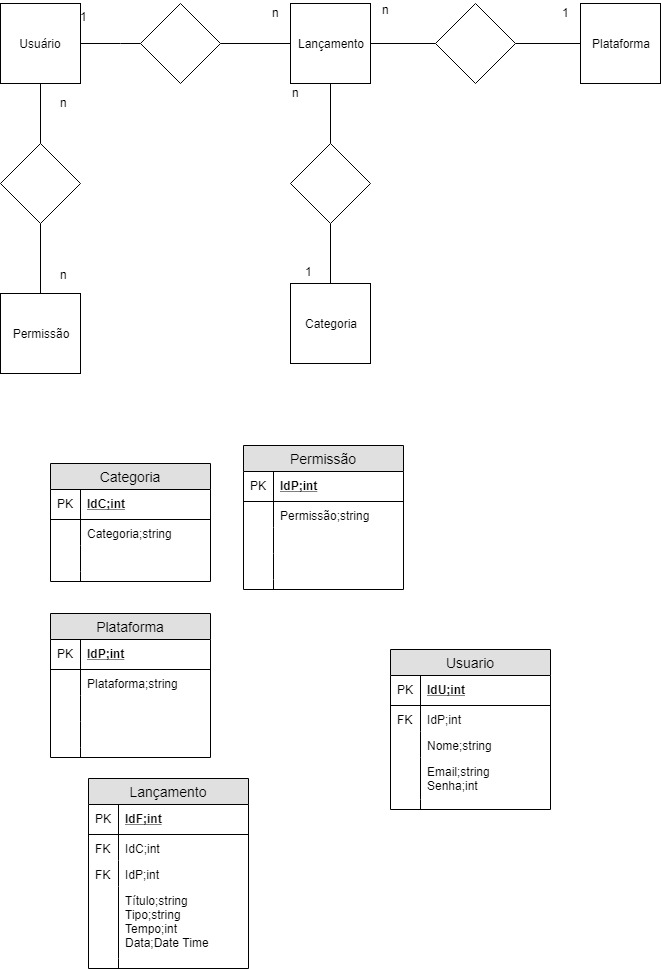 1
n
n
1
Usuário
Lançamento
Plataforma
n
n
n
1
Permissão
Categoria
Categoria
PK
IdC;int
Categoria;string
Permissão
PK
IdP;int
Permissão;string
Plataforma
PK
IdP;int
Plataforma;string
Usuario
PK
IdU;int
FK
IdP;int
Nome;string
Email;string
Senha;int
Lançamento
PK
IdF;int
FK
IdC;int
FK
IdP;int
Título;string
Tipo;string
Tempo;int
Data;Date Time